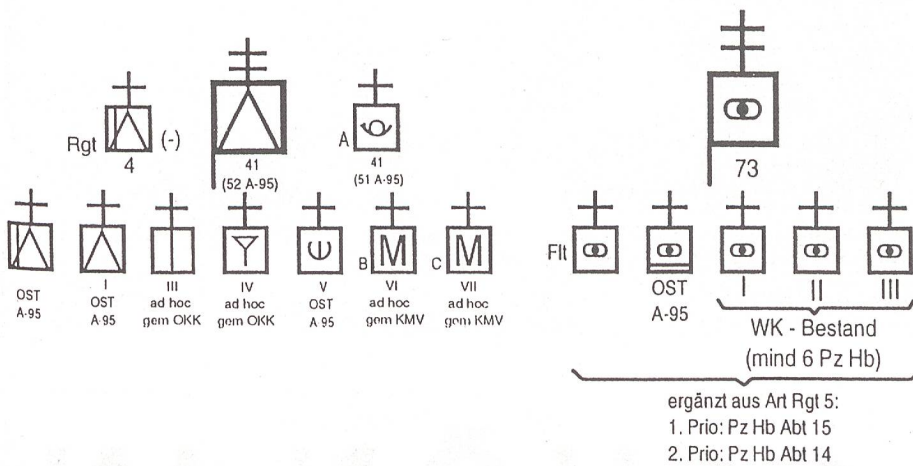 Rgt
4
(-)
41
(52 A-95)
A
41
(51 A-95)
73
OST
A-95
I
OST
A-95
III
ad hoc
gem OKK
IV
ad hoc
gem OKK
V
OST
A-95
B
M
VI
ad hoc
gem KMV
C
M
VII
ad hoc
gem KMV
Flt
OST
A-95
I
II
III
WK - Bestand
(mind 6 Pz Hb)
ergänzt aus Art Rgt 5:
1. Prio: Pz Hb Abt 15
2. Prio: Pz Hb Abt 14